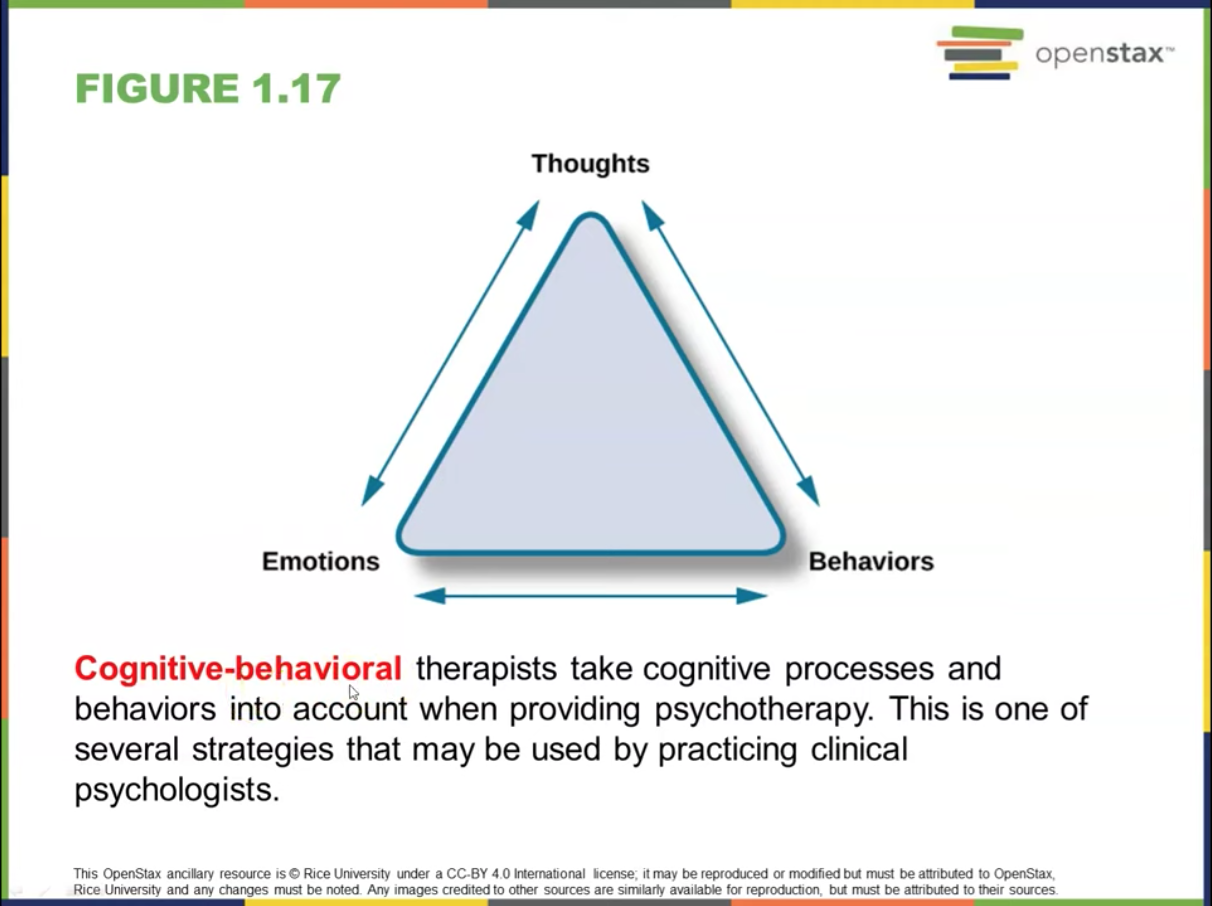 openstax™
FIGURE 1.17
Thoughts
Emotions
Behaviors
Cognitive-behavioral therapists take cognitive processes and
behaviors into account when providing psychotherapy. This is one of
several strategies that may be used by practicing clinical
psychologists.
This OpenStax ancillary resource is © Rice University under a CC-BY 4.0 International license; it may be reproduced or modified but must be attributed to OpenStax,
Rice University and any changes must be noted. Any images credited to other sources are similarly available for reproduction, but must be attributed to their sources.